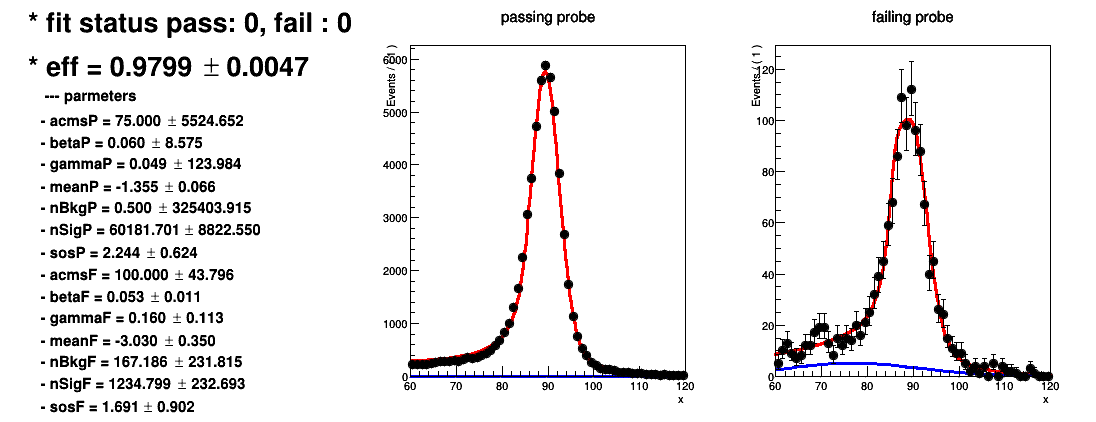 * fit status pass: 0, fail : 0
* eff = 0.9799 ± 0.0047
--- parmeters
- acmsP = 75.000 ± 5524.652
- betaP = 0.060 ± 8.575
- gammaP = 0.049 ± 123.984
- meanP = -1.355 ± 0.066
- nBkgP = 0.500 ± 325403.915
- nSigP = 60181.701 ± 8822.550
- sosP = 2.244 ± 0.624
- acmsF = 100.000 ± 43.796
- betaF = 0.053 ± 0.011
- gammaF = 0.160 ± 0.113
- meanF = -3.030 ± 0.350
- nBkgF = 167.186 ± 231.815
- nSigF = 1234.799 ± 232.693
- sosF = 1.691 ± 0.902
passing probe
Events / ( 1 )
6000
5000
4000
3000
2000
1000
0
60 70 80 90 100 110 120
x
failing probe
Events / ( 1 )
120
100
80
60
40
20
0
60 70 80 90 100 110 120
x